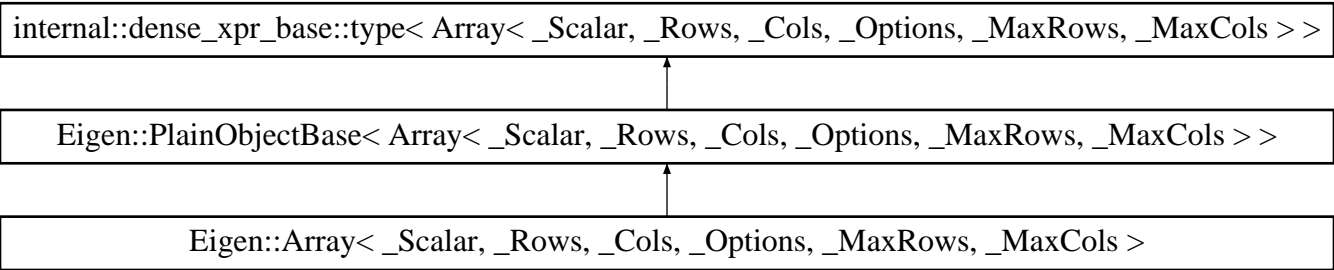 internal::dense_xpr_base::type< Array< _Scalar, _Rows, _Cols, _Options, _MaxRows, _MaxCols > >
Eigen::PlainObjectBase< Array< _Scalar, _Rows, _Cols, _Options, _MaxRows, _MaxCols > >
Eigen::Array< _Scalar, _Rows, _Cols, _Options, _MaxRows, _MaxCols >